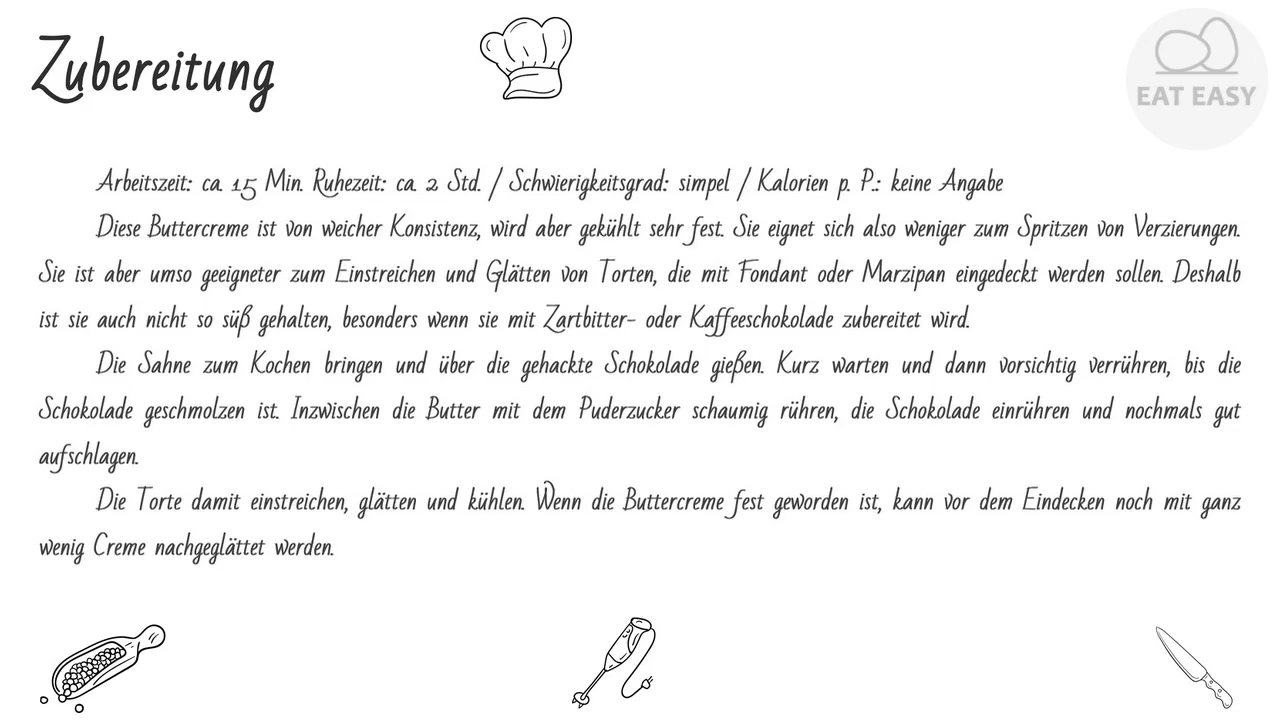 Zubereitung
EAT EASY
Arbeitszeit: ca. 15 Min. Ruhezeit: ca. 2 Std. / Schwierigkeitsgrad: simpel / Kalorien p. P.: keine Angabe
Diese Buttercreme ist von weicher Konsistenz, wird aber gekühlt sehr fest. Sie eignet sich also weniger zum Spritzen von Verzierungen.
Sie ist aber umso geeigneter zum Einstreichen und Glätten von Torten, die mit Fondant oder Marzipan eingedeckt werden sollen. Deshalb
ist sie auch nicht so süß gehalten, besonders wenn sie mit Zartbitter- oder Kaffeeschokolade zubereitet wird.
Die Sahne zum Kochen bringen und über die gehackte Schokolade gießen. Kurz warten und dann vorsichtig verrühren, bis die
Schokolade geschmolzen ist. Inzwischen die Butter mit dem Puderzucker schaumig rühren, die Schokolade einrühren und nochmals gut
aufschlagen.
Die Torte damit einstreichen, glätten und kühlen. Wenn die Buttercreme fest geworden ist, kann vor dem Eindecken noch mit ganz
wenig Creme nachgeglättet werden.